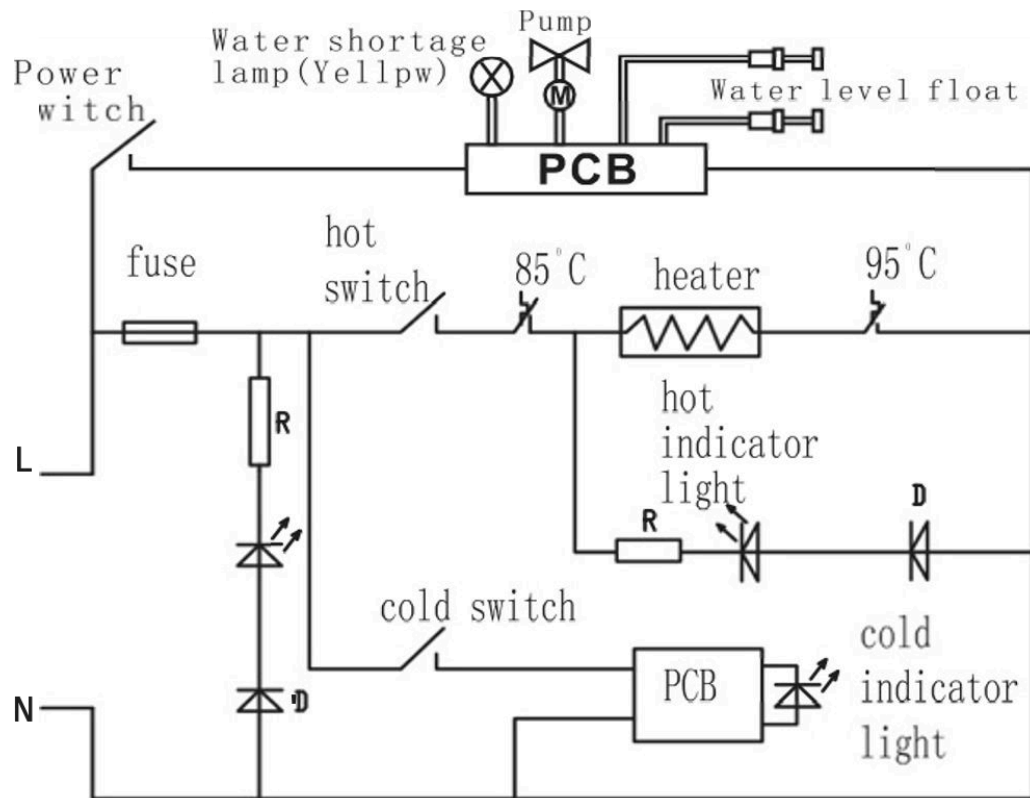 Power
witch
Water shortage
lamp(Yellpw)
Pump
M
Water level float
PCB
fuse
hot
switch
85°C
heater
95°C
R
L
hot
indicator
light
R
D
cold switch
PCB
cold
indicator
light
N
D